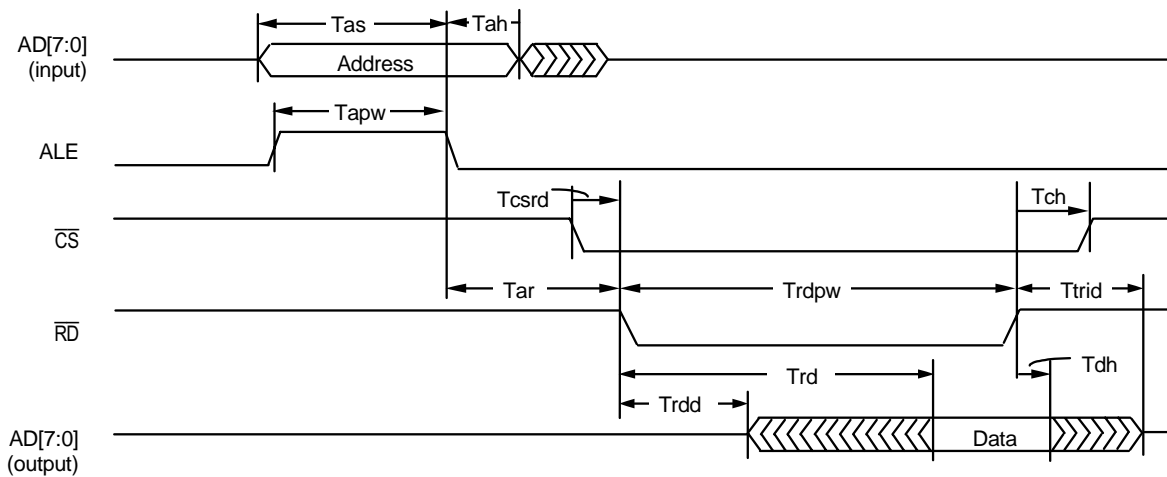 Tas
Tah
AD[7:0]
(input)
Address
Tapw
ALE
Tcsrd
Tch
CS
Tar
Trdpw
Ttrid
RD
Trd
Tdh
Trdd
AD[7:0]
(output)
Data